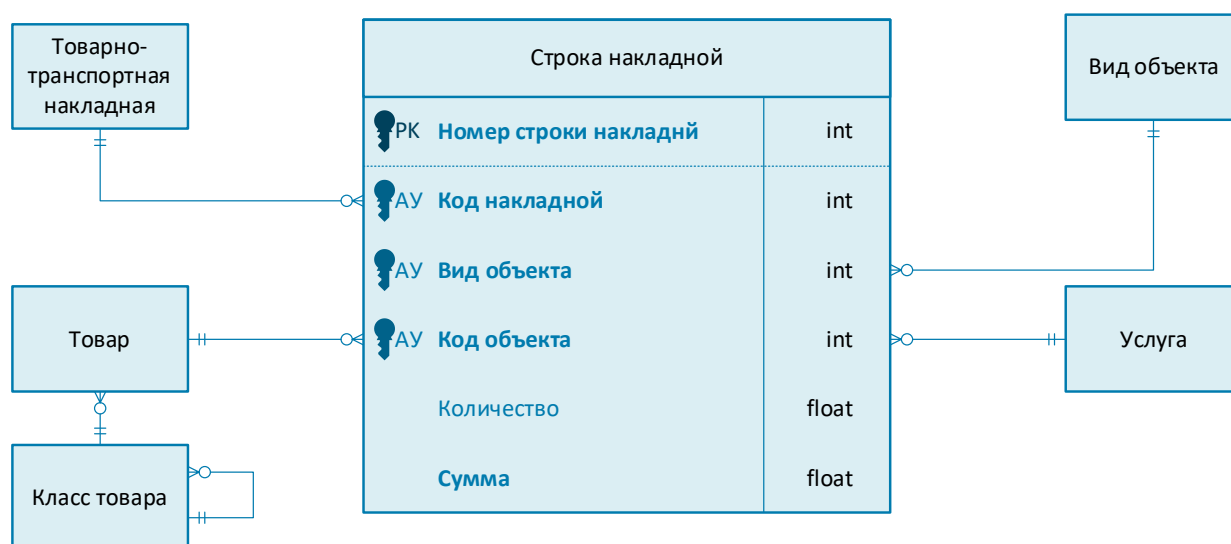 Товарно-
транспортная
накладная
Строка накладной
Вид объекта
PK Номер строки накладнй int
АУ Код накладной int
АУ Вид объекта int
Товар
АУ Код объекта int
Услуга
Количество float
Класс товара
Сумма float